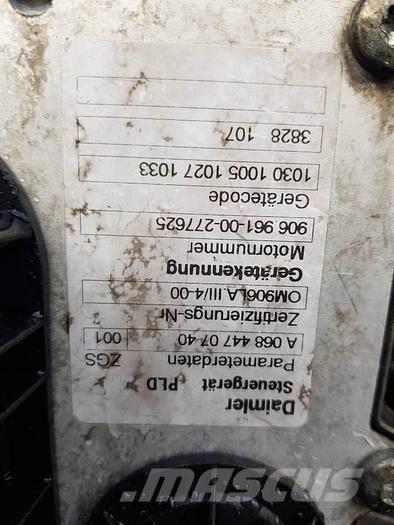 Daimler
Steuergerät PLD
Parameterdaten ZGS
A 068 447 07 40 001
Zertifizierungs-Nr
OM906LA.III/4-00
Gerätekennung
Motornummer
906.961-00-277625
Gerätecode
1030 1005 1027 1033
3828 107
MASCUS